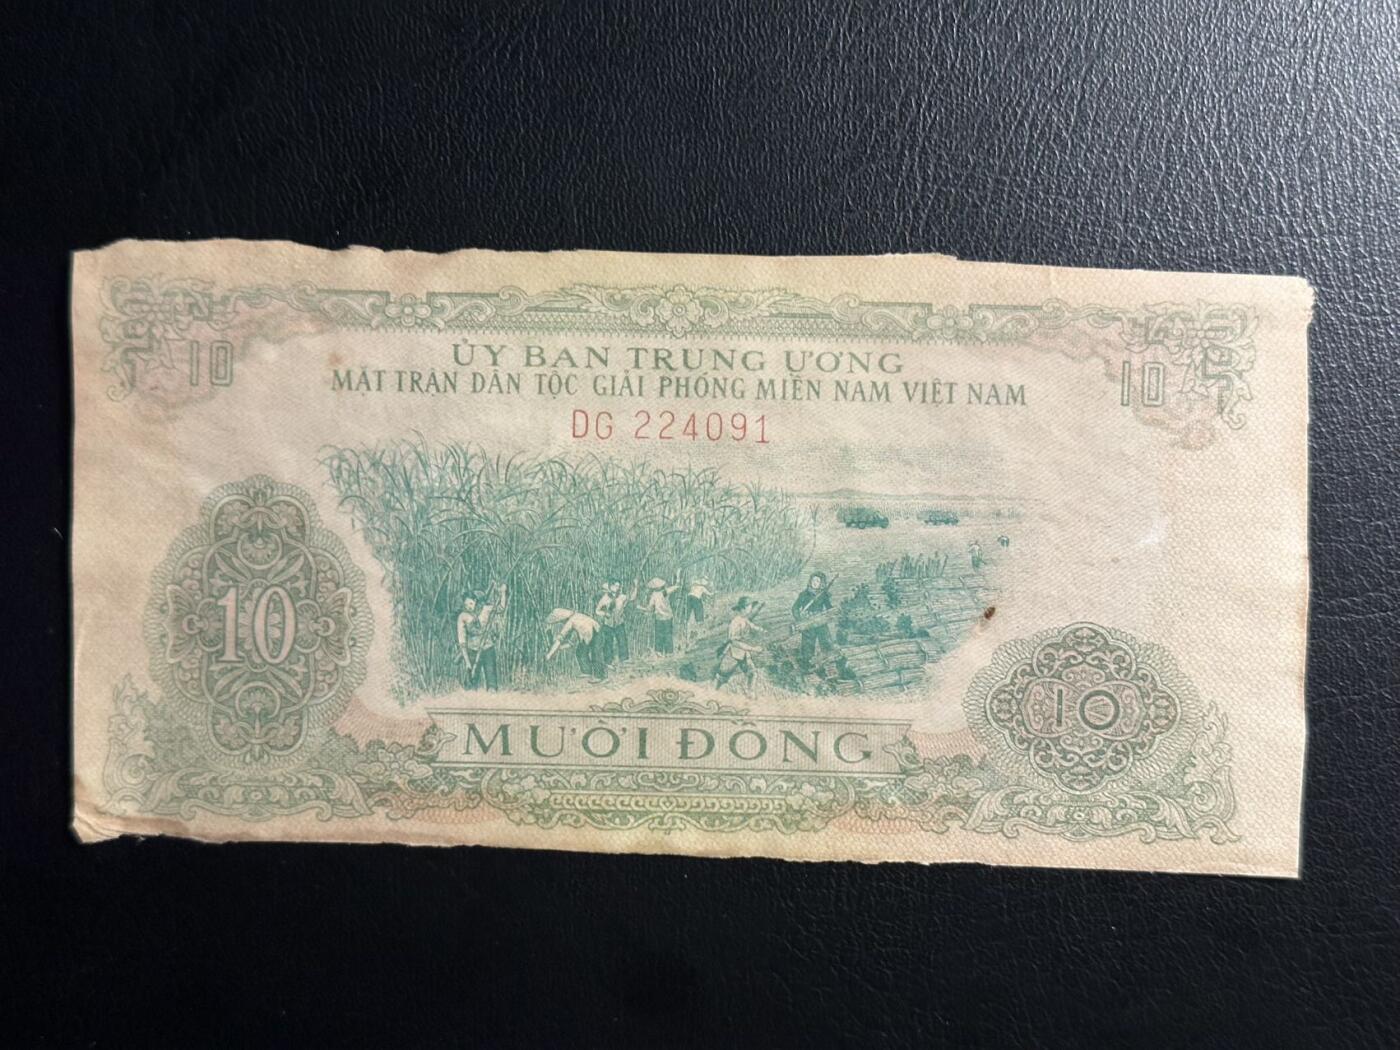 10
ỦY BAN TRUNG ƯƠNG
10
MẶT TRẬN DÂN TỘC GIẢI PHÓNG MIỀN NAM VIỆT NAM
DG 224091
10
10
MƯỜI ĐỒNG